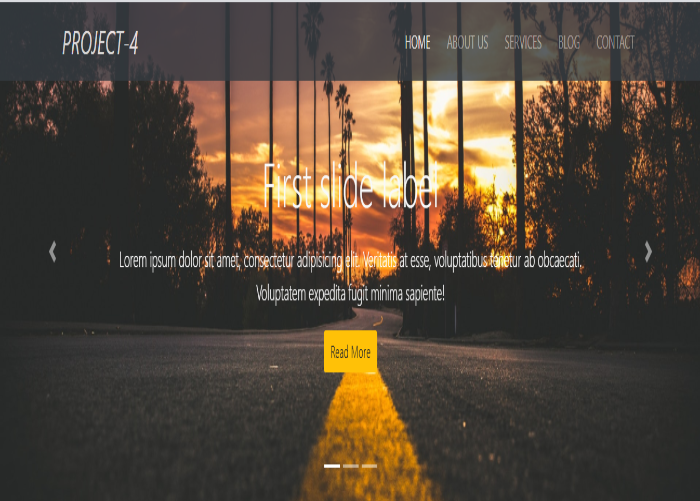 PROJECT-4
HOME ABOUT US SERVICES BLOG CONTACT
First slide label
Lorem ipsum dolor sit amet, consectetur adipisicing elit. Veritatis at esse, voluptatibus tenetur ab obcaecati.
Voluptatem expedita fugit minima sapiente!
Read More